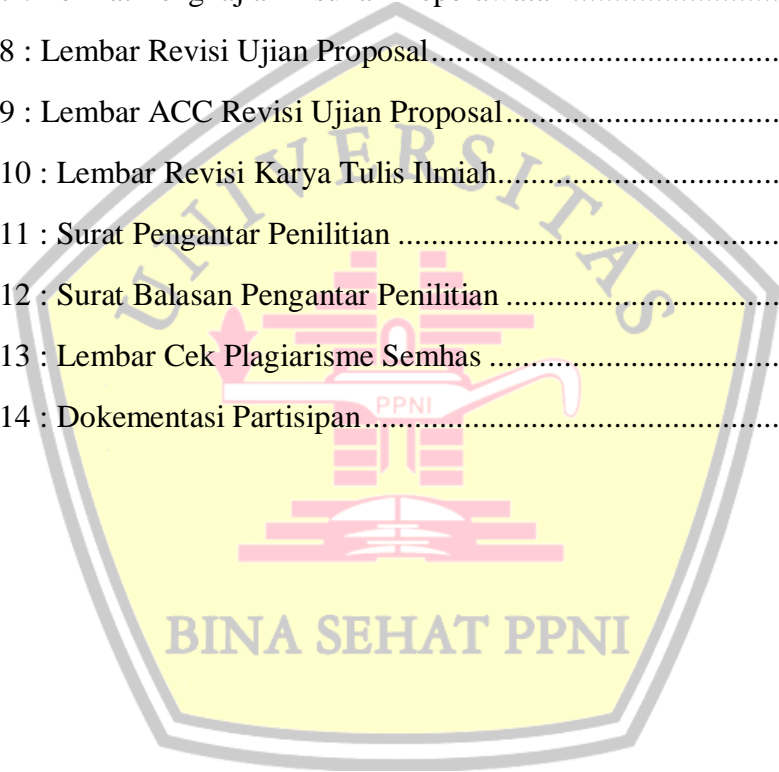 8 : Lembar Revisi Ujian Proposal........................................
9 : Lembar ACC Revisi Ujian Proposal...............................
10 : Lembar Revisi Karya Tulis Ilmiah................................
11 : Surat Pengantar Penilitian ............................................
12 : Surat Balasan Pengantar Penilitian ...............................
13 : Lembar Cek Plagiarisme Semhas .................................
14 : Dokementasi Partisipan................................................
UNIVERSITAS
PPNI
BINA SEHAT PPNI